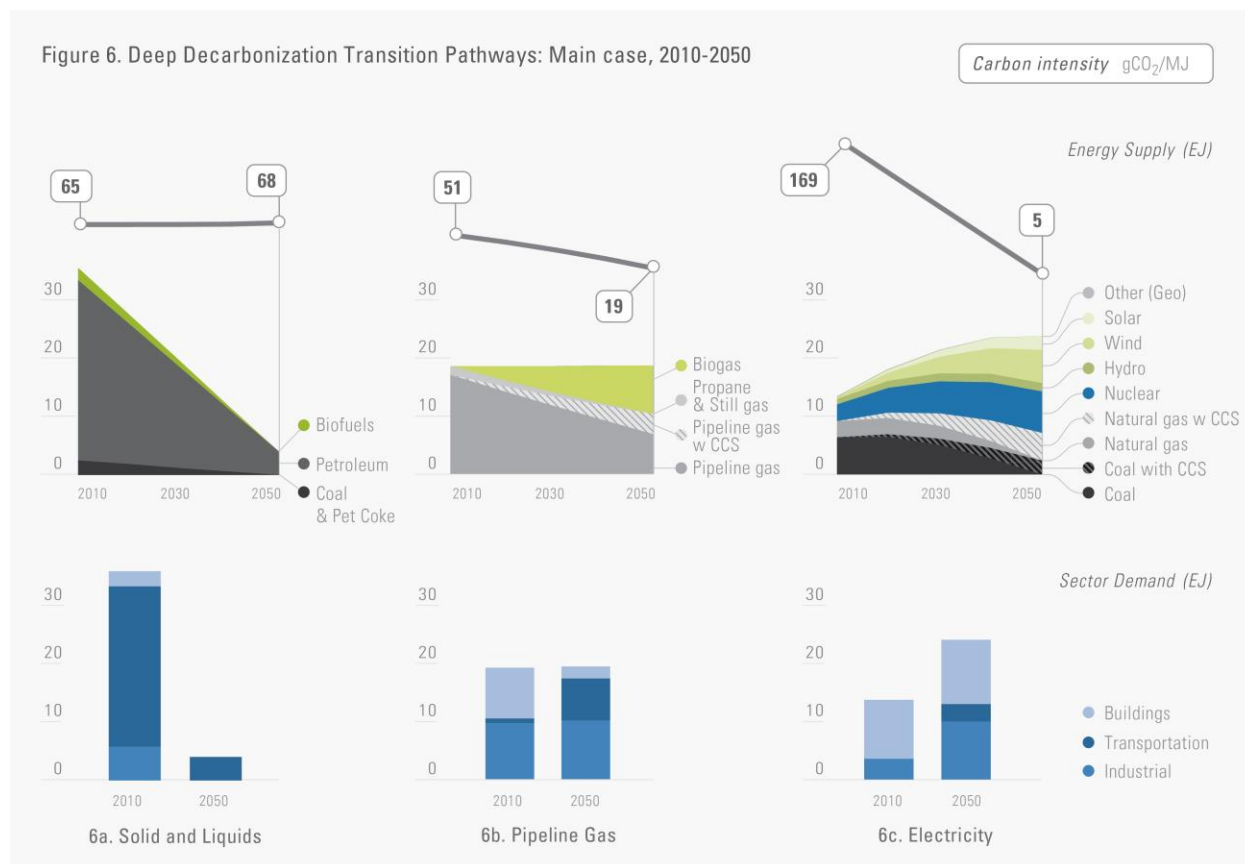 Figure 6. Deep Decarbonization Transition Pathways: Main case, 2010-2050
Carbon intensity gCO₂/MJ
Energy Supply (EJ)
65
68
30
20
10
0
2010
2030
2050
Biofuels
Petroleum
Coal
& Pet Coke
51
19
30
20
10
0
2010
2030
2050
Biogas
Propane
& Still gas
Pipeline gas
w CCS
Pipeline gas
169
5
30
20
10
0
2010
2030
2050
Other (Geo)
Solar
Wind
Hydro
Nuclear
Natural gas w CCS
Natural gas
Coal with CCS
Coal
Sector Demand (EJ)
30
20
10
0
2010
2050
6a. Solid and Liquids
30
20
10
0
2010
2050
6b. Pipeline Gas
30
20
10
0
2010
2050
6c. Electricity
Buildings
Transportation
Industrial